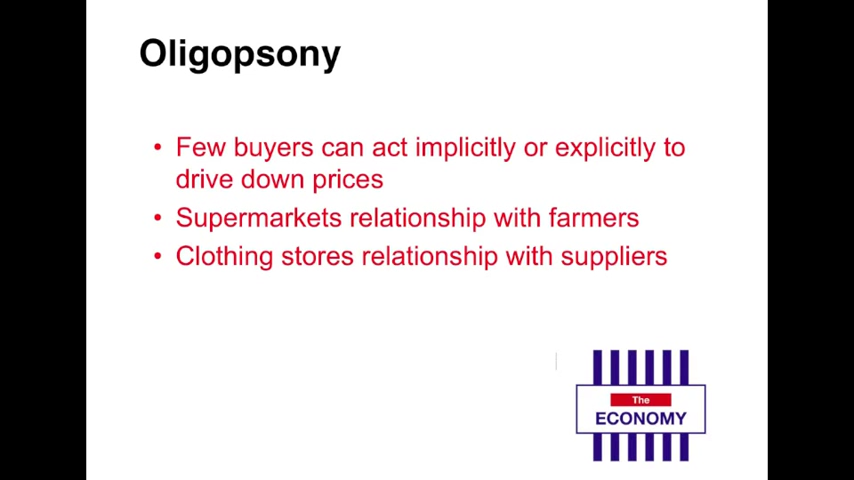 Oligopsony
• Few buyers can act implicitly or explicitly to
drive down prices
• Supermarkets relationship with farmers
• Clothing stores relationship with suppliers
The
ECONOMY